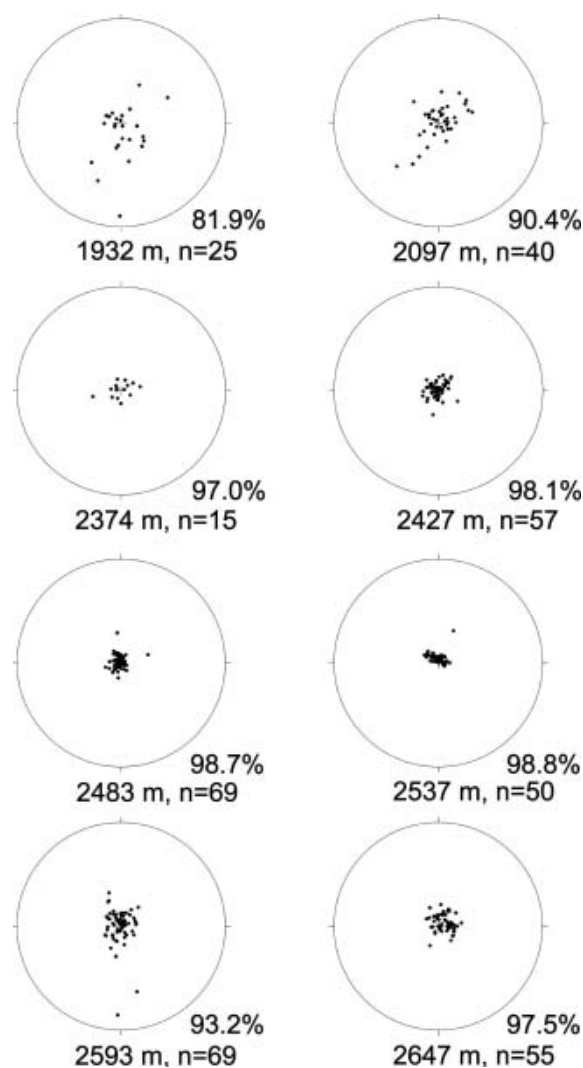 81.9%
1932 m, n=25
90.4%
2097 m, n=40
97.0%
2374 m, n=15
98.1%
2427 m, n=57
98.7%
2483 m, n=69
98.8%
2537 m, n=50
93.2%
2593 m, n=69
97.5%
2647 m, n=55